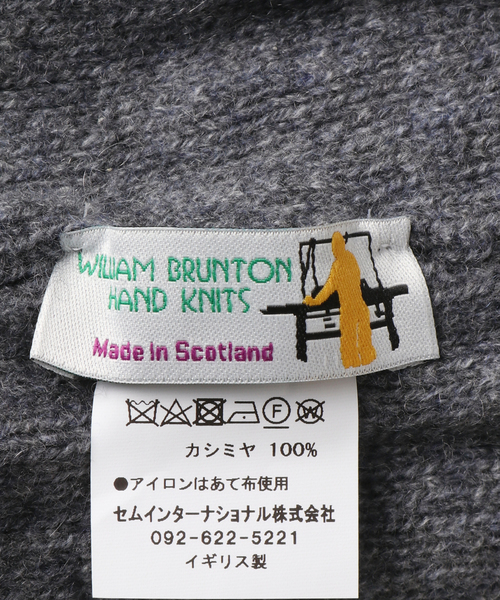 WILLIAM BRUNTON
HAND KNITS
Made in Scotland
カシミヤ 100%
●アイロンはあて布使用
セムインターナショナル株式会社
092-622-5221
イギリス製